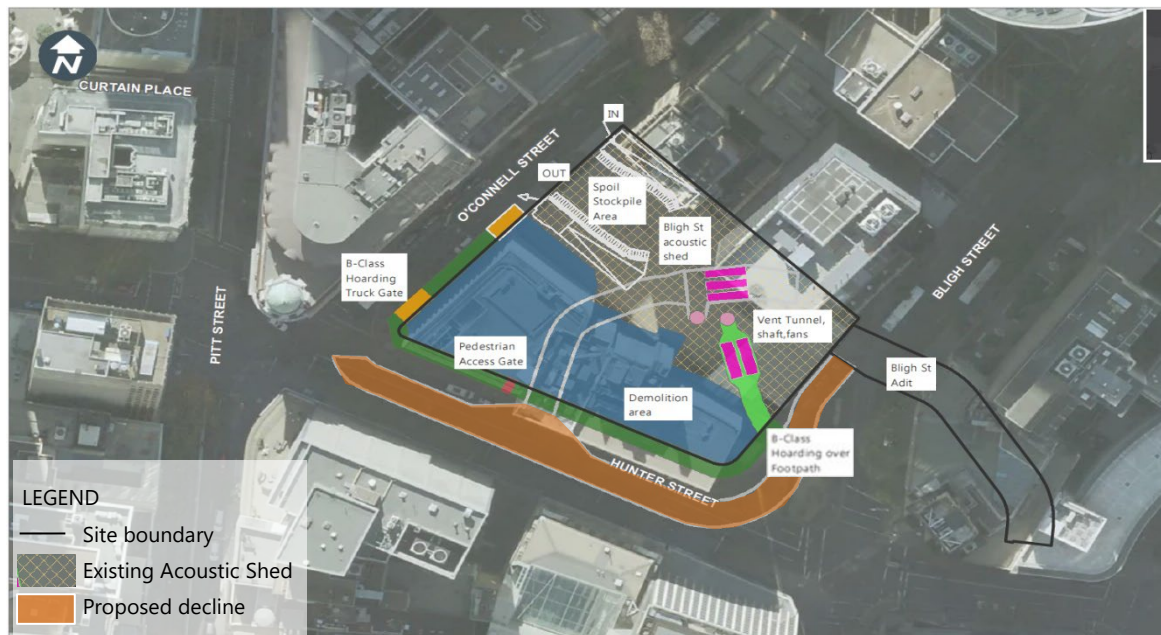 N
CURTAIN PLACE
PITT STREET
O'CONNELL STREET
IN
OUT
Spoil
Stockpile
Area
Bligh St
acoustic
shed
BLIGH STREET
B-Class
Hoarding
Truck Gate
Vent Tunnel,
shaft,fans
Pedestrian
Access Gate
Bligh St
Adit
Demolition
area
B-Class
Hoarding over
Footpath
HUNTER STREET
LEGEND
Site boundary
Existing Acoustic Shed
Proposed decline